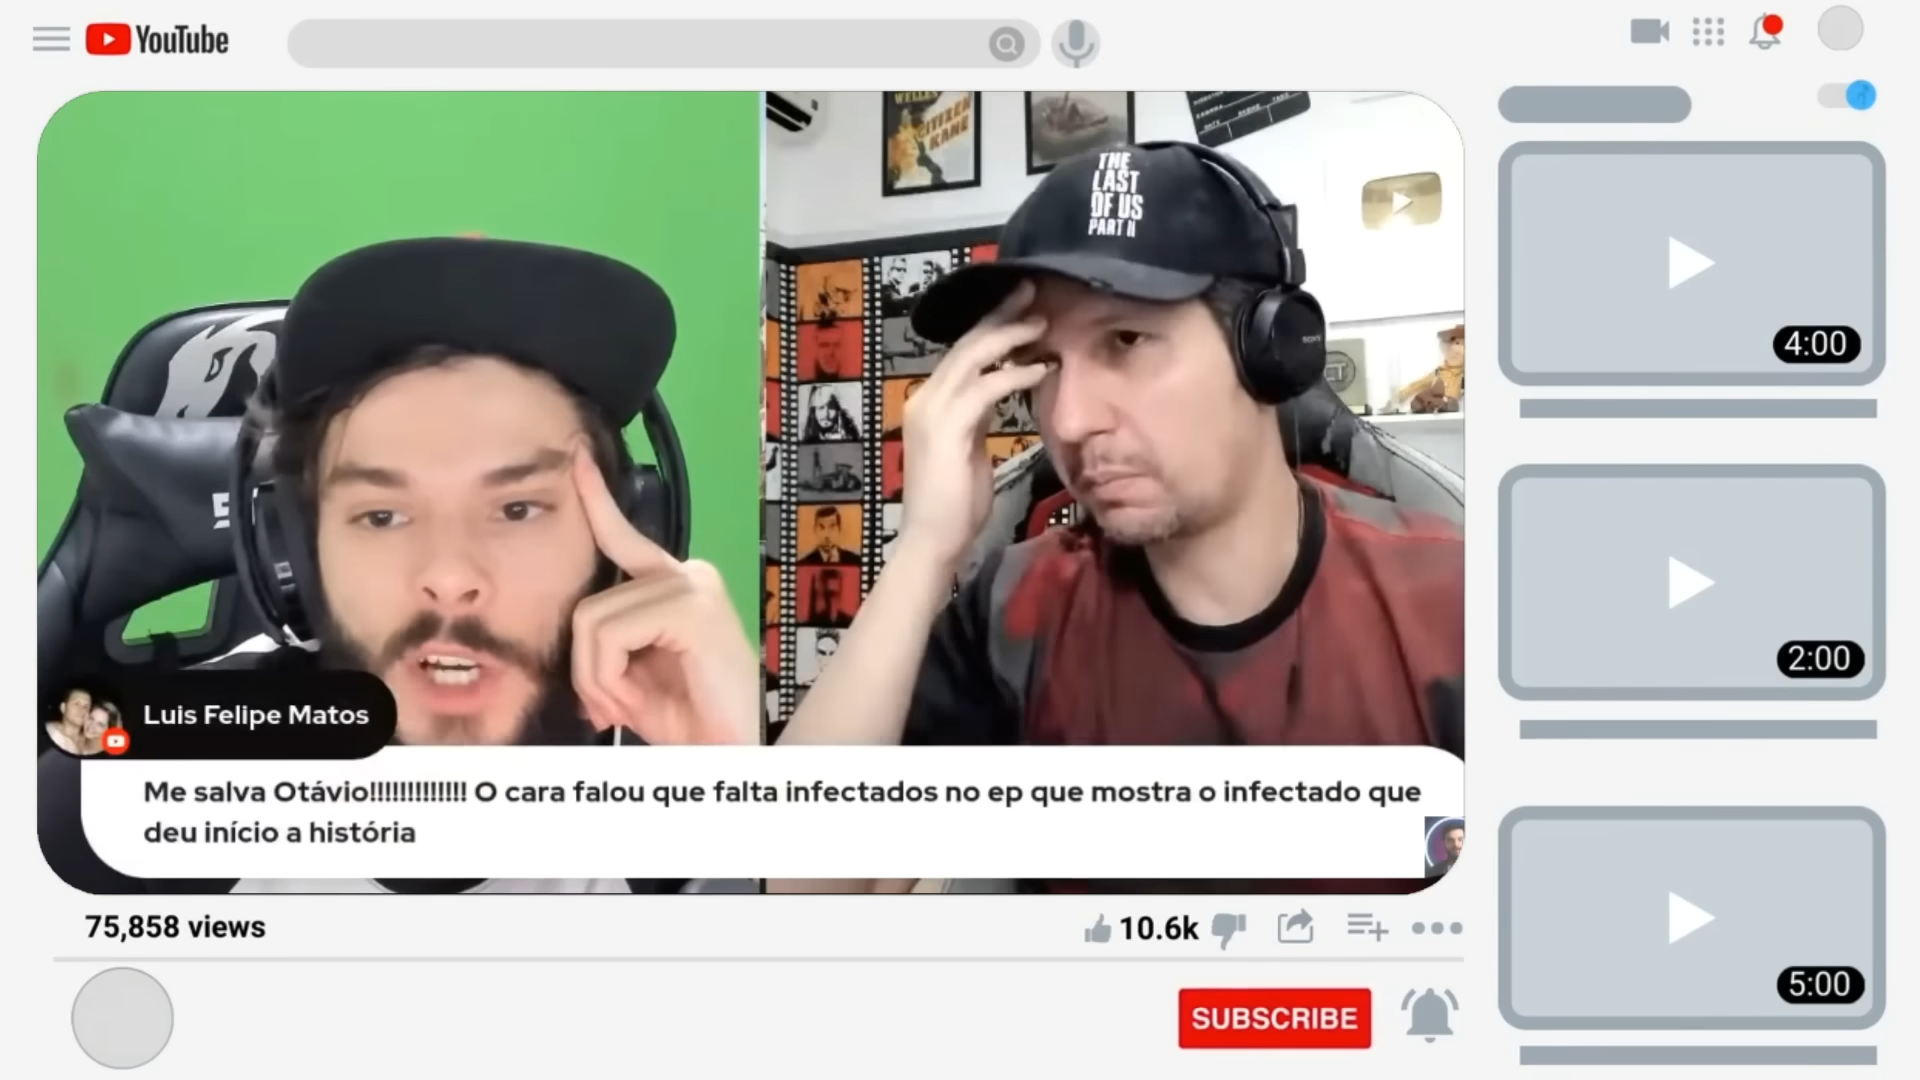 YouTube
WELLES
CITIZEN
KANE
THE
LAST
OF US
PART II
SONY
4:00
2:00
5:00
Luis Felipe Matos
Me salva Otávio!!!!!!!!!!!!! O cara falou que falta infectados no ep que mostra o infectado que
deu início a história
75,858 views
10.6k
SUBSCRIBE